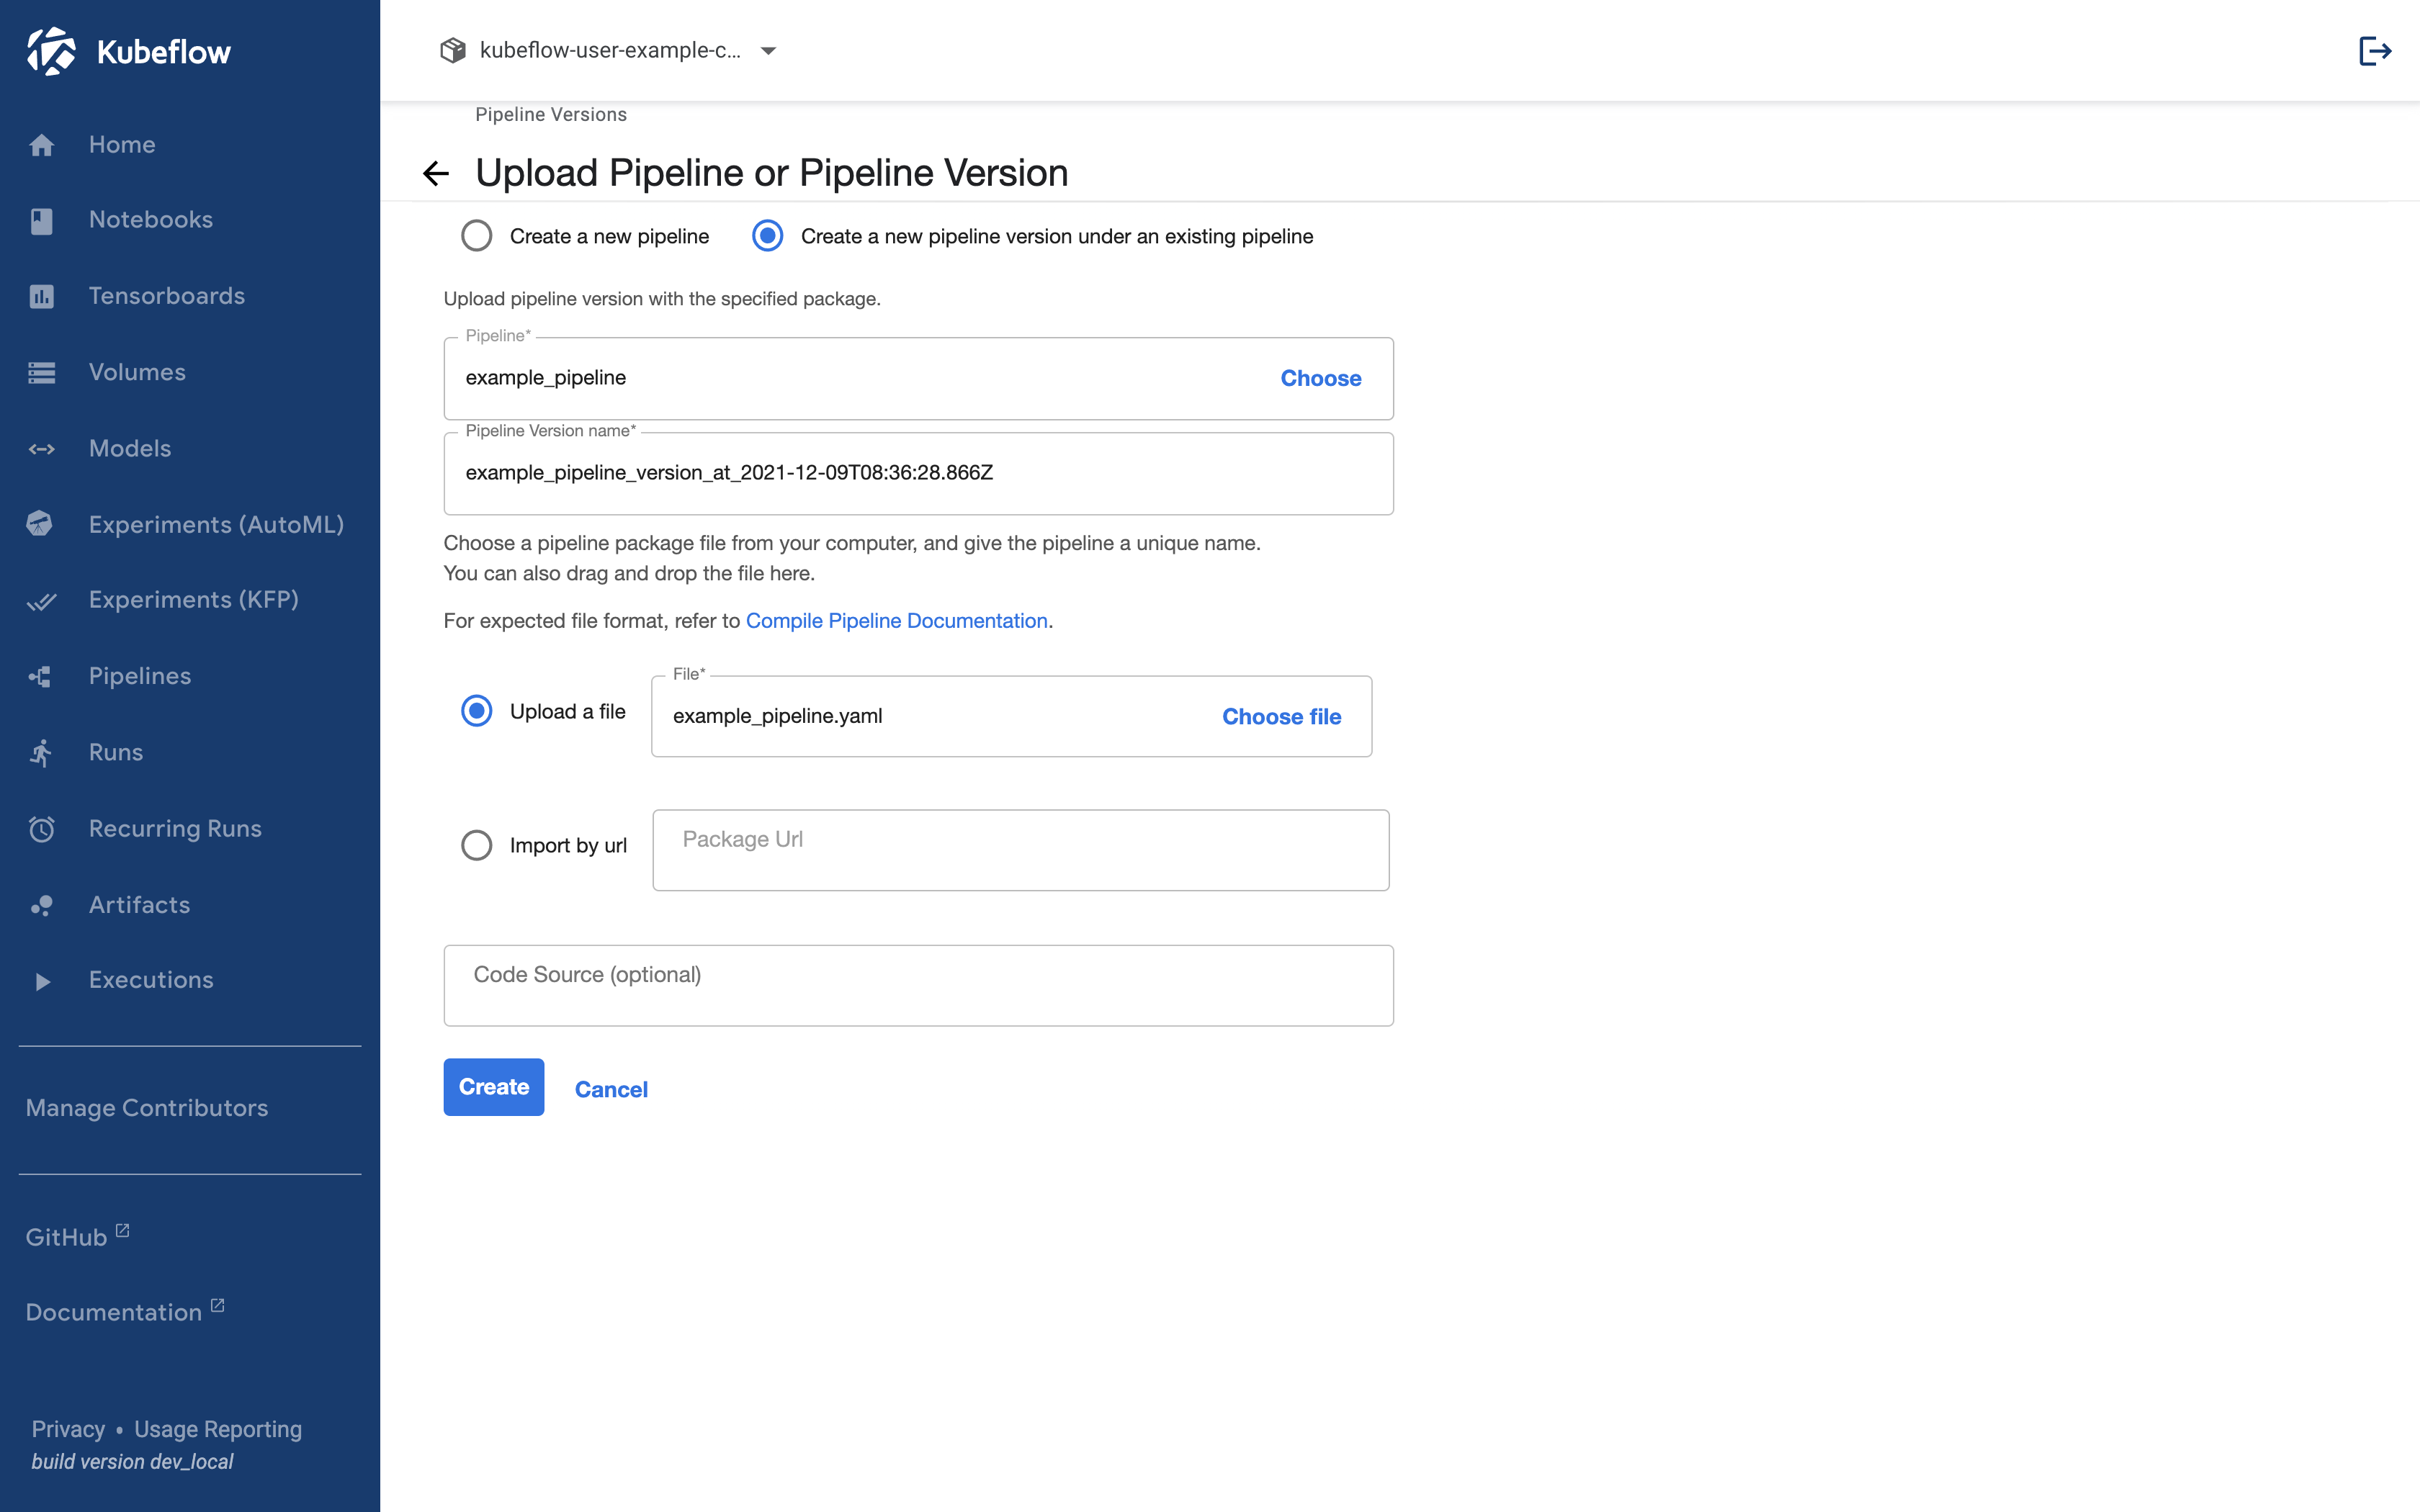 Kubeflow
Home
Notebooks
Tensorboards
Volumes
Models
Experiments (AutoML)
Experiments (KFP)
Pipelines
Runs
Recurring Runs
Artifacts
Executions
Manage Contributors
GitHub
Documentation
Privacy • Usage Reporting
build version dev_local
kubeflow-user-example-c...
Pipeline Versions
Upload Pipeline or Pipeline Version
Create a new pipeline
Create a new pipeline version under an existing pipeline
Upload pipeline version with the specified package.
Pipeline*
example_pipeline
Choose
Pipeline Version name*
example_pipeline_version_at_2021-12-09T08:36:28.866Z
Choose a pipeline package file from your computer, and give the pipeline a unique name.
You can also drag and drop the file here.
For expected file format, refer to Compile Pipeline Documentation.
Upload a file
File*
example_pipeline.yaml
Choose file
Import by url
Package Url
Code Source (optional)
Create
Cancel